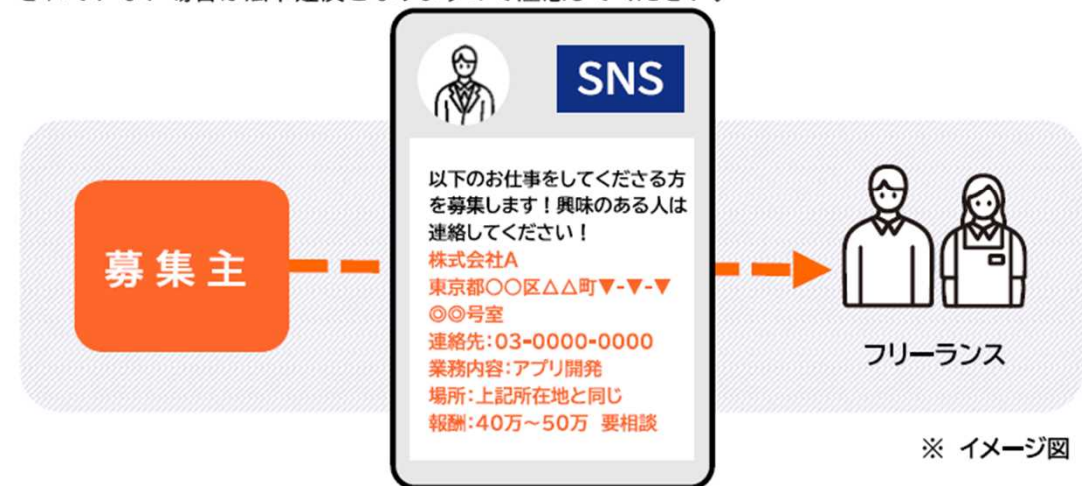 SNS
以下のお仕事をしてくださる方
を募集します！興味のある人は
連絡してください！
株式会社A
東京都〇〇区△△町▼-▼-▼
◎◎号室
連絡先：03-0000-0000
業務内容：アプリ開発
場所：上記所在地と同じ
報酬：40万～50万 要相談
募集主
フリーランス
※ イメージ図